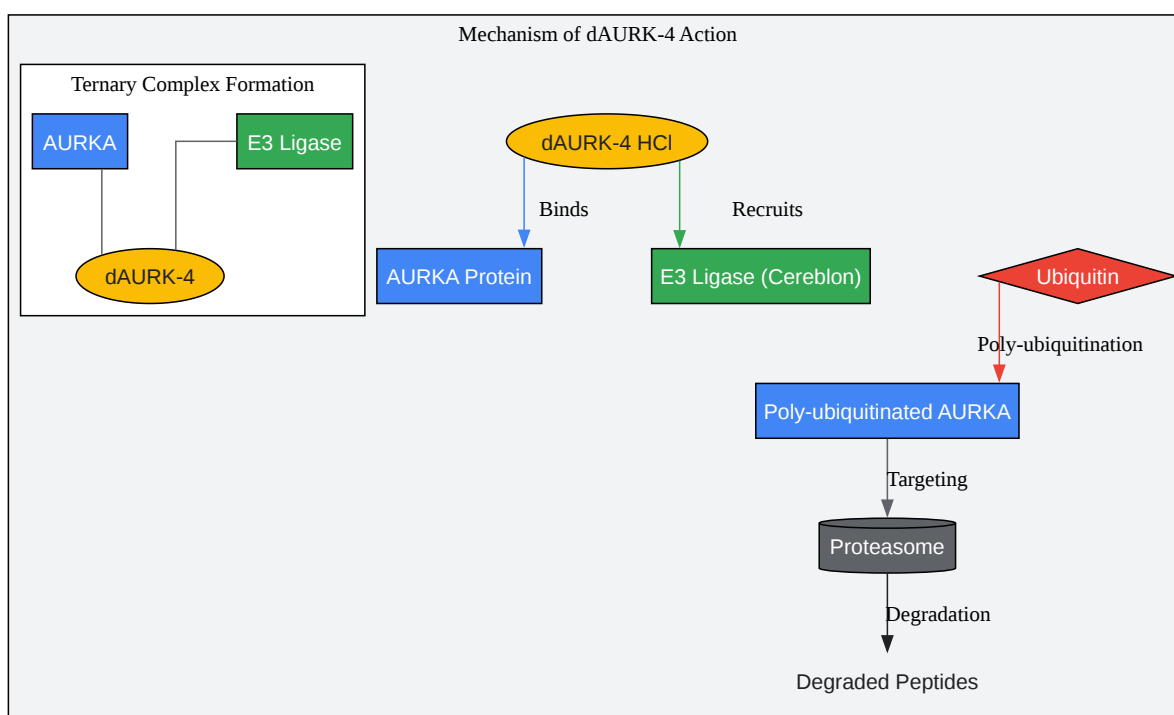 Mechanism of dAURK-4 Action
Ternary Complex Formation
AURKA
E3 Ligase
dAURK-4
dAURK-4 HCl
Binds
Recruits
AURKA Protein
E3 Ligase (Cereblon)
Ubiquitin
Poly-ubiquitination
Poly-ubiquitinated AURKA
Targeting
Proteasome
Degradation
Degraded Peptides